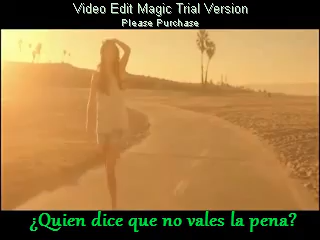 Video Edit Magic Trial Version
Please Purchase
¿Quien dice que no vales la pena?